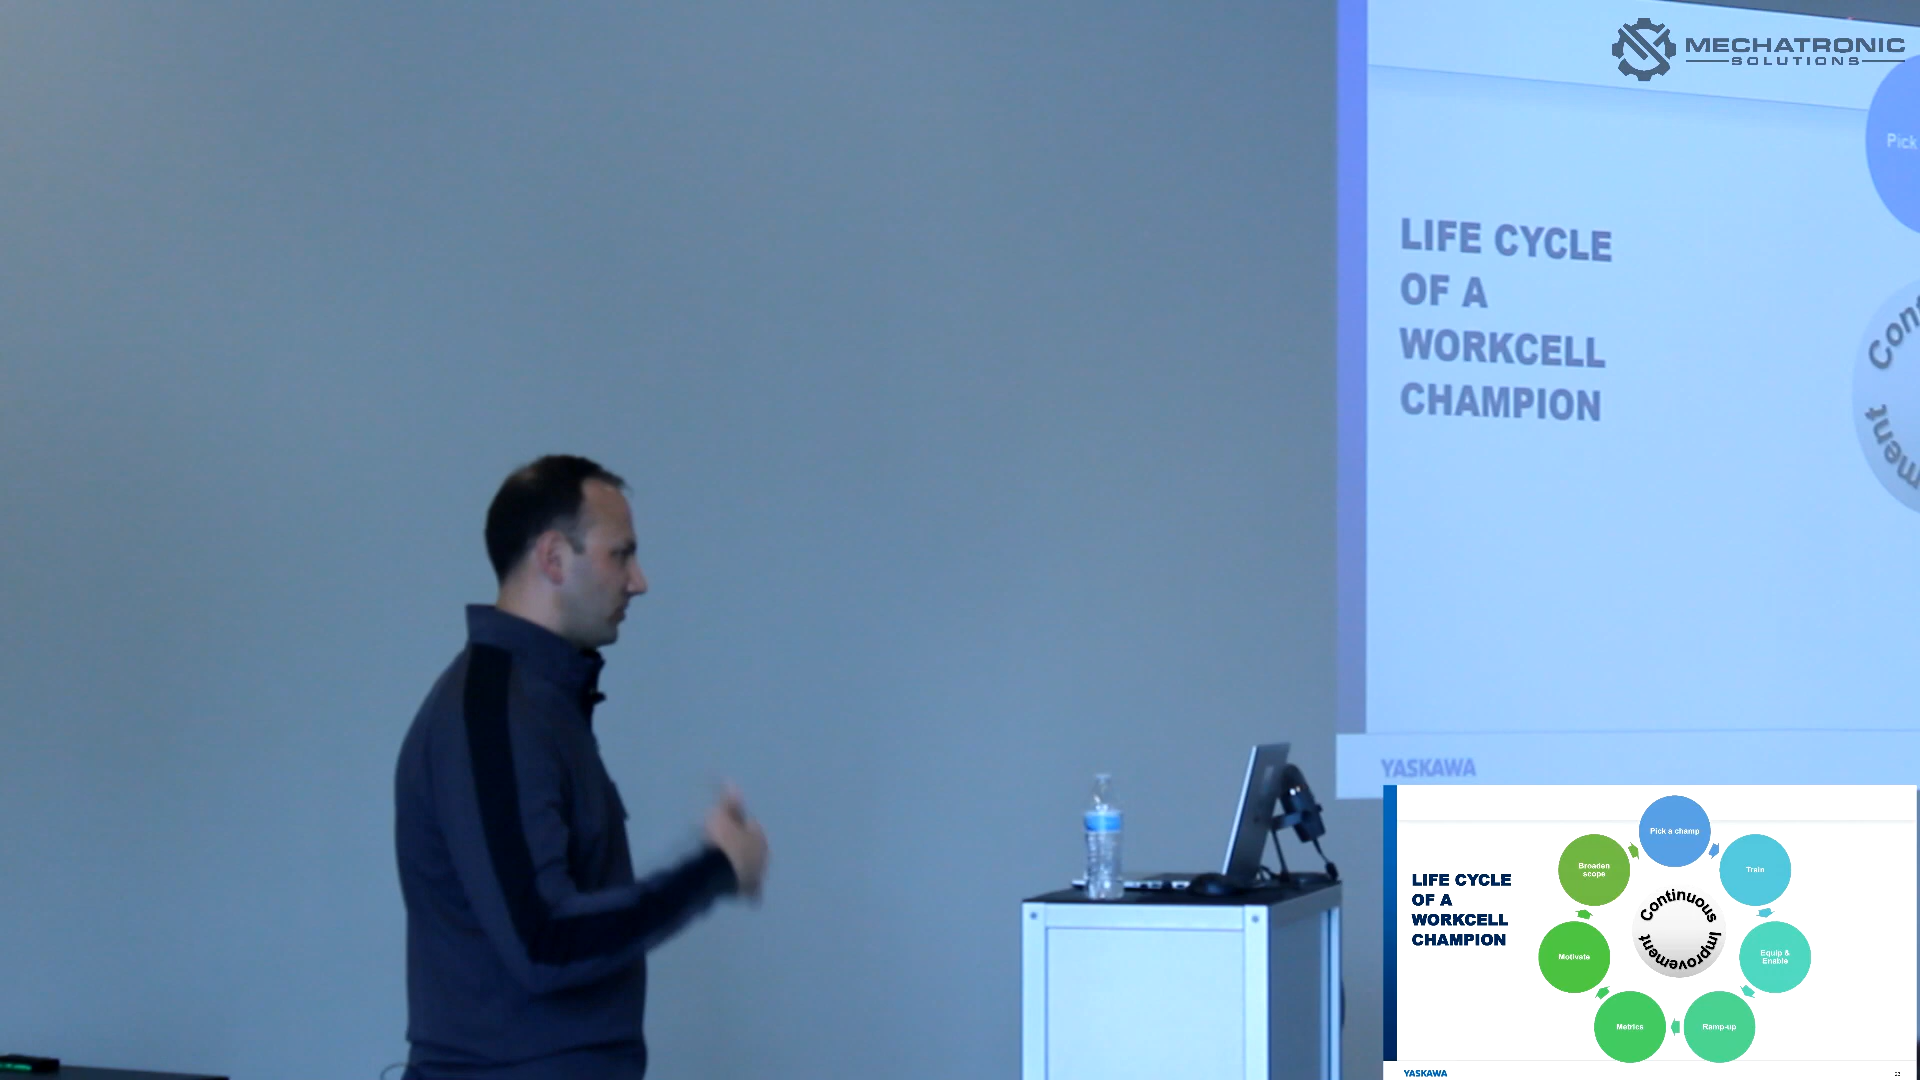 MECHATRONIC
SOLUTIONS
Pick
LIFE CYCLE
OF A
WORKCELL
CHAMPION
YASKAWA
LIFE CYCLE
OF A
WORKCELL
CHAMPION
Pick a champ
Train
Equip &
Enable
Ramp-up
Metrics
Motivate
Broaden
scope
Continuous Improvement
YASKAWA